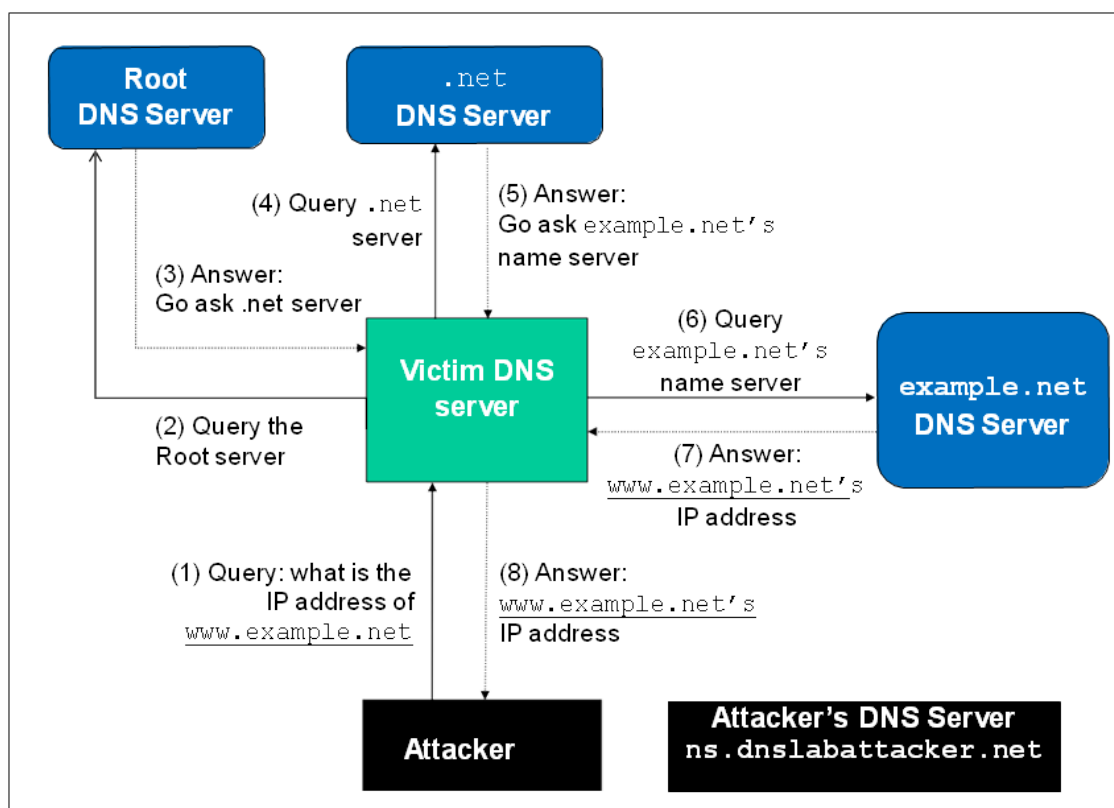 Root
DNS Server
.net
DNS Server
(4) Query .net
server
(5) Answer:
Go ask example.net’s
name server
(3) Answer:
Go ask .net server
Victim DNS
server
(6) Query
example.net’s
name server
example.net
DNS Server
(2) Query the
Root server
(7) Answer:
www.example.net’s
IP address
(1) Query: what is the
IP address of
www.example.net
(8) Answer:
www.example.net’s
IP address
Attacker
Attacker’s DNS Server
ns.dnslabattacker.net